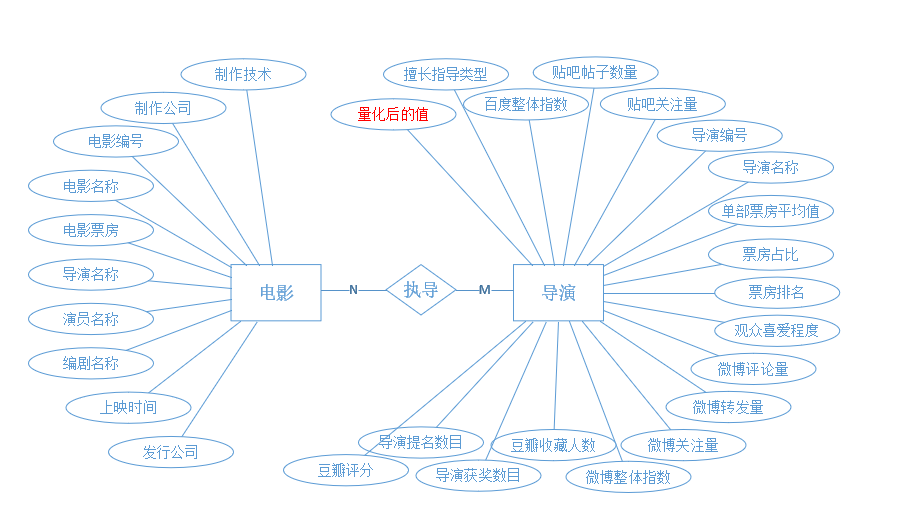 制作技术
制作公司
电影编号
电影名称
电影票房
导演名称
演员名称
编剧名称
上映时间
发行公司
电影
N
执导
M
导演
擅长指导类型
量化后的值
百度整体指数
贴吧帖子数量
贴吧关注量
导演编号
导演名称
单部票房平均值
票房占比
票房排名
观众喜爱程度
微博评论量
微博转发量
微博关注量
微博整体指数
豆瓣收藏人数
导演获奖数目
导演提名数目
豆瓣评分